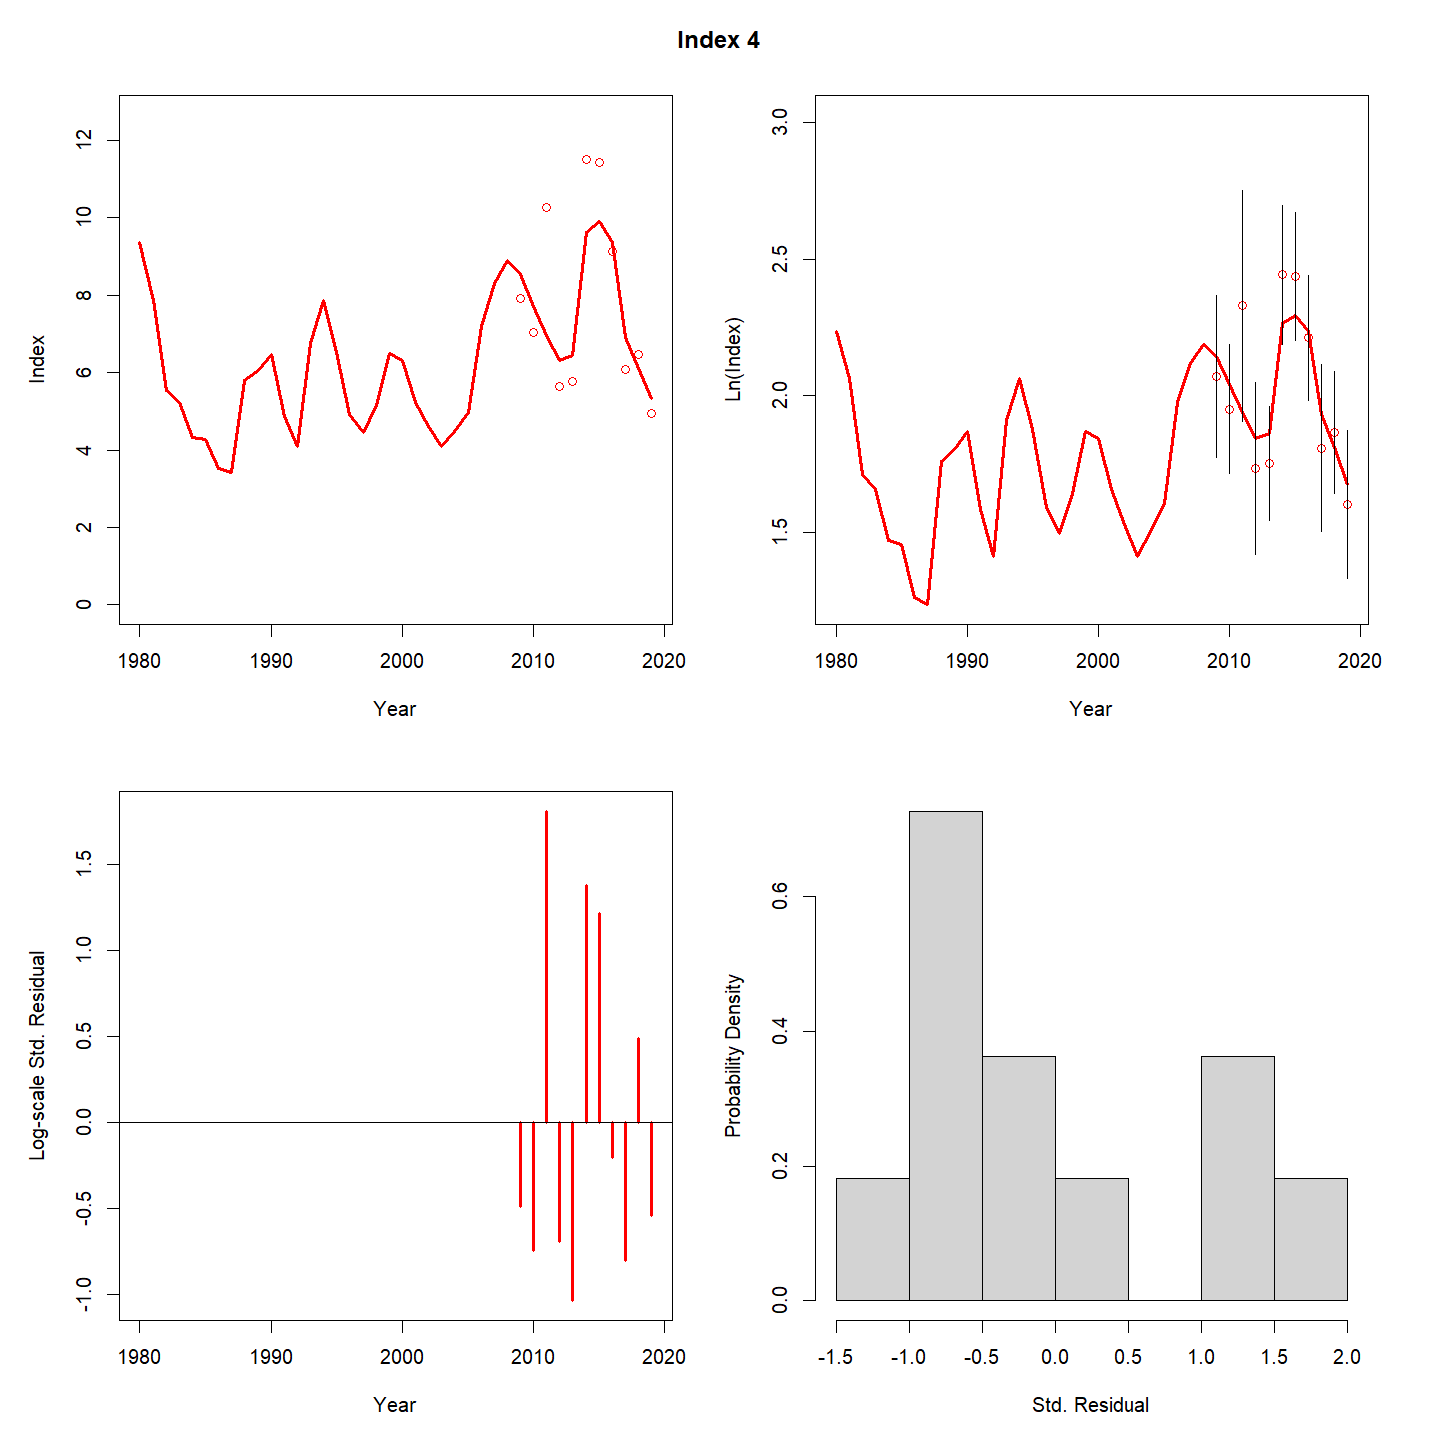 Index 4
Index
12
10
8
6
4
2
0
1980 1990 2000 2010 2020
Year
Ln(Index)
3.0
2.5
2.0
1.5
1980 1990 2000 2010 2020
Year
Log-scale Std. Residual
1.5
1.0
0.5
0.0
-0.5
-1.0
1980 1990 2000 2010 2020
Year
Probability Density
0.6
0.4
0.2
0.0
-1.5 -1.0 -0.5 0.0 0.5 1.0 1.5 2.0
Std. Residual